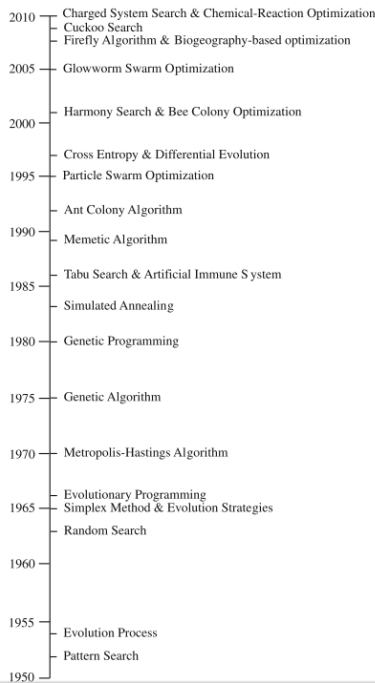 2010 Charged System Search & Chemical-Reaction Optimization
Cuckoo Search
Firefly Algorithm & Biogeography-based optimization
2005 Glowworm Swarm Optimization
Harmony Search & Bee Colony Optimization
2000
Cross Entropy & Differential Evolution
1995 Particle Swarm Optimization
Ant Colony Algorithm
1990
Memetic Algorithm
Tabu Search & Artificial Immune System
1985
Simulated Annealing
1980 Genetic Programming
1975 Genetic Algorithm
1970 Metropolis-Hastings Algorithm
Evolutionary Programming
1965 Simplex Method & Evolution Strategies
Random Search
1960
1955
Evolution Process
Pattern Search
1950